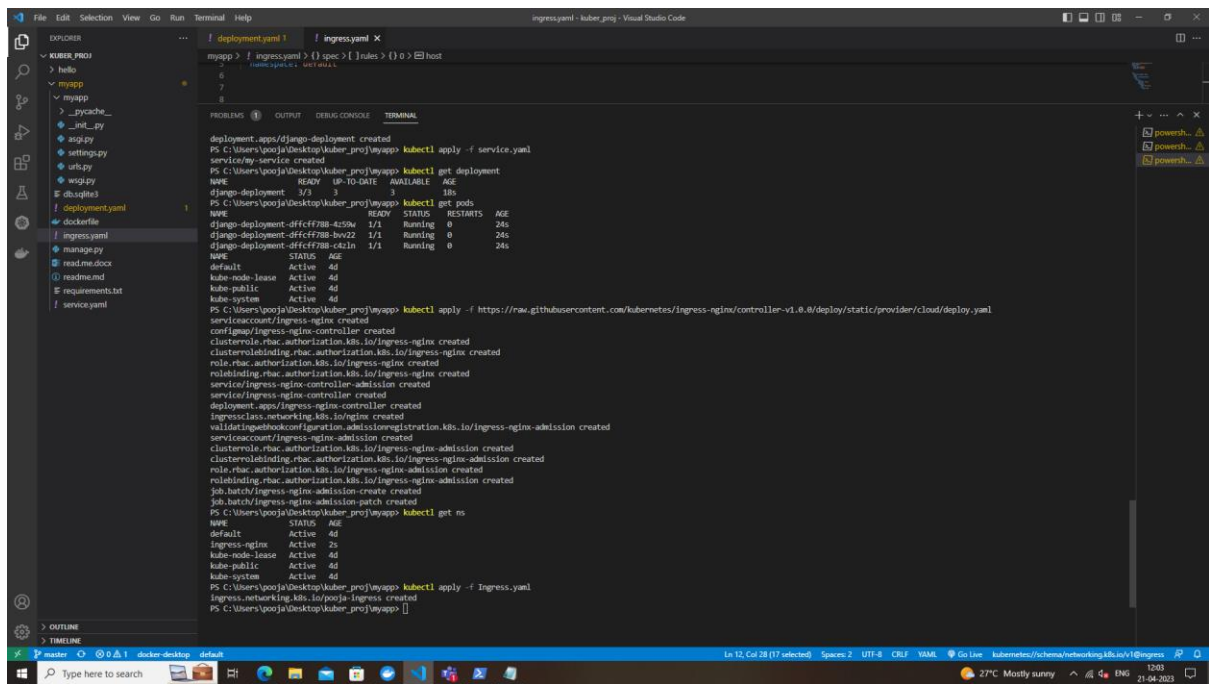 File Edit Selection View Go Run Terminal Help
ingress.yaml - kuber_proj - Visual Studio Code
EXPLORER
KUBER_PROJ
hello
myapp
myapp
__pycache__
__init__.py
asgi.py
settings.py
urls.py
wsgi.py
db.sqlite3
deployment.yaml 1
dockerfile
ingress.yaml
manage.py
read.me.docx
readme.md
requirements.txt
service.yaml
OUTLINE
TIMELINE
deployment.yaml 1
ingress.yaml
myapp > ingress.yaml > {} spec > [ ] rules > {} 0 > host
5 namespace: default
6
7
8
PROBLEMS 1 OUTPUT DEBUG CONSOLE TERMINAL
powersh...
powersh...
powersh...
deployment.apps/django-deployment created
PS C:\Users\pooja\Desktop\kuber_proj\myapp> kubectl apply -f service.yaml
service/my-service created
PS C:\Users\pooja\Desktop\kuber_proj\myapp> kubectl get deployment
NAME READY UP-TO-DATE AVAILABLE AGE
django-deployment 3/3 3 3 18s
PS C:\Users\pooja\Desktop\kuber_proj\myapp> kubectl get pods
NAME READY STATUS RESTARTS AGE
django-deployment-dffcff788-4z59w 1/1 Running 0 24s
django-deployment-dffcff788-bvv22 1/1 Running 0 24s
django-deployment-dffcff788-c4zln 1/1 Running 0 24s
NAME STATUS AGE
default Active 4d
kube-node-lease Active 4d
kube-public Active 4d
kube-system Active 4d
PS C:\Users\pooja\Desktop\kuber_proj\myapp> kubectl apply -f https://raw.githubusercontent.com/kubernetes/ingress-nginx/controller-v1.0.0/deploy/static/provider/cloud/deploy.yaml
serviceaccount/ingress-nginx created
configmap/ingress-nginx-controller created
clusterrole.rbac.authorization.k8s.io/ingress-nginx created
clusterrolebinding.rbac.authorization.k8s.io/ingress-nginx created
role.rbac.authorization.k8s.io/ingress-nginx created
rolebinding.rbac.authorization.k8s.io/ingress-nginx created
service/ingress-nginx-controller-admission created
service/ingress-nginx-controller created
deployment.apps/ingress-nginx-controller created
ingressclass.networking.k8s.io/nginx created
validatingwebhookconfiguration.admissionregistration.k8s.io/ingress-nginx-admission created
serviceaccount/ingress-nginx-admission created
clusterrole.rbac.authorization.k8s.io/ingress-nginx-admission created
clusterrolebinding.rbac.authorization.k8s.io/ingress-nginx-admission created
role.rbac.authorization.k8s.io/ingress-nginx-admission created
rolebinding.rbac.authorization.k8s.io/ingress-nginx-admission created
job.batch/ingress-nginx-admission-create created
job.batch/ingress-nginx-admission-patch created
PS C:\Users\pooja\Desktop\kuber_proj\myapp> kubectl get ns
NAME STATUS AGE
default Active 4d
ingress-nginx Active 2s
kube-node-lease Active 4d
kube-public Active 4d
kube-system Active 4d
PS C:\Users\pooja\Desktop\kuber_proj\myapp> kubectl apply -f Ingress.yaml
ingress.networking.k8s.io/pooja-ingress created
PS C:\Users\pooja\Desktop\kuber_proj\myapp>
master 0 1 docker-desktop default
Ln 12, Col 28 (17 selected) Spaces: 2 UTF-8 CRLF YAML Go Live kubernetes://schema/networking.k8s.io/v1@ingress
Type here to search
27°C Mostly sunny ENG 12:03
21-04-2023